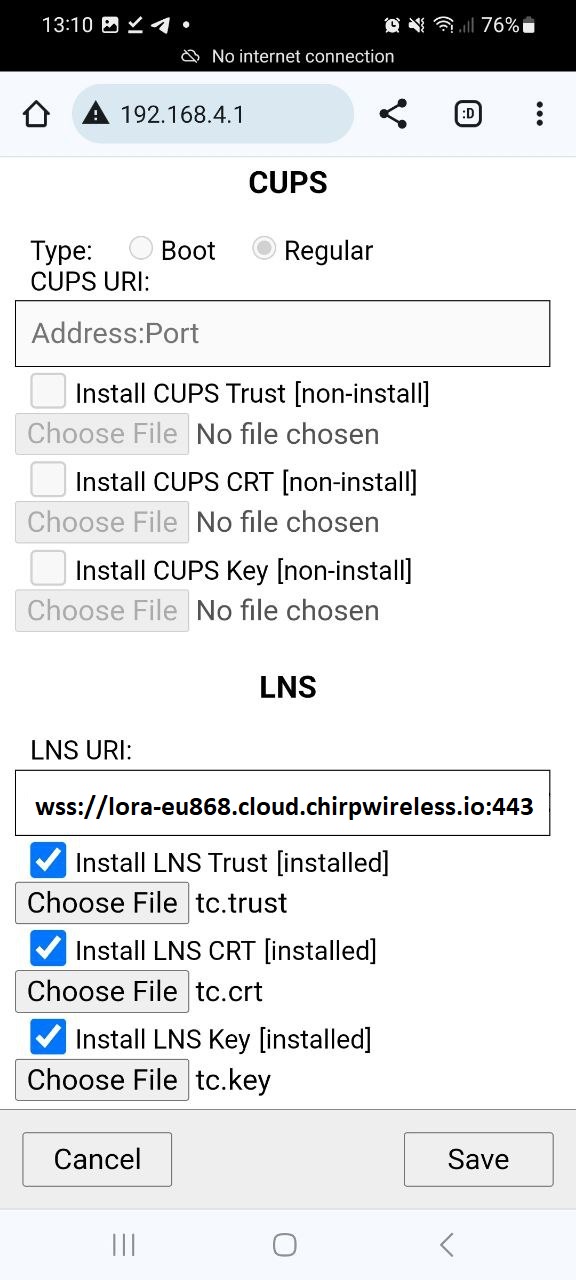 13:10 76%
No internet connection
192.168.4.1 :D
CUPS
Type: Boot Regular
CUPS URI:
Address:Port
Install CUPS Trust [non-install]
Choose File No file chosen
Install CUPS CRT [non-install]
Choose File No file chosen
Install CUPS Key [non-install]
Choose File No file chosen
LNS
LNS URI:
wss://lora-eu868.cloud.chirpwireless.io:443
Install LNS Trust [installed]
Choose File tc.trust
Install LNS CRT [installed]
Choose File tc.crt
Install LNS Key [installed]
Choose File tc.key
Cancel Save